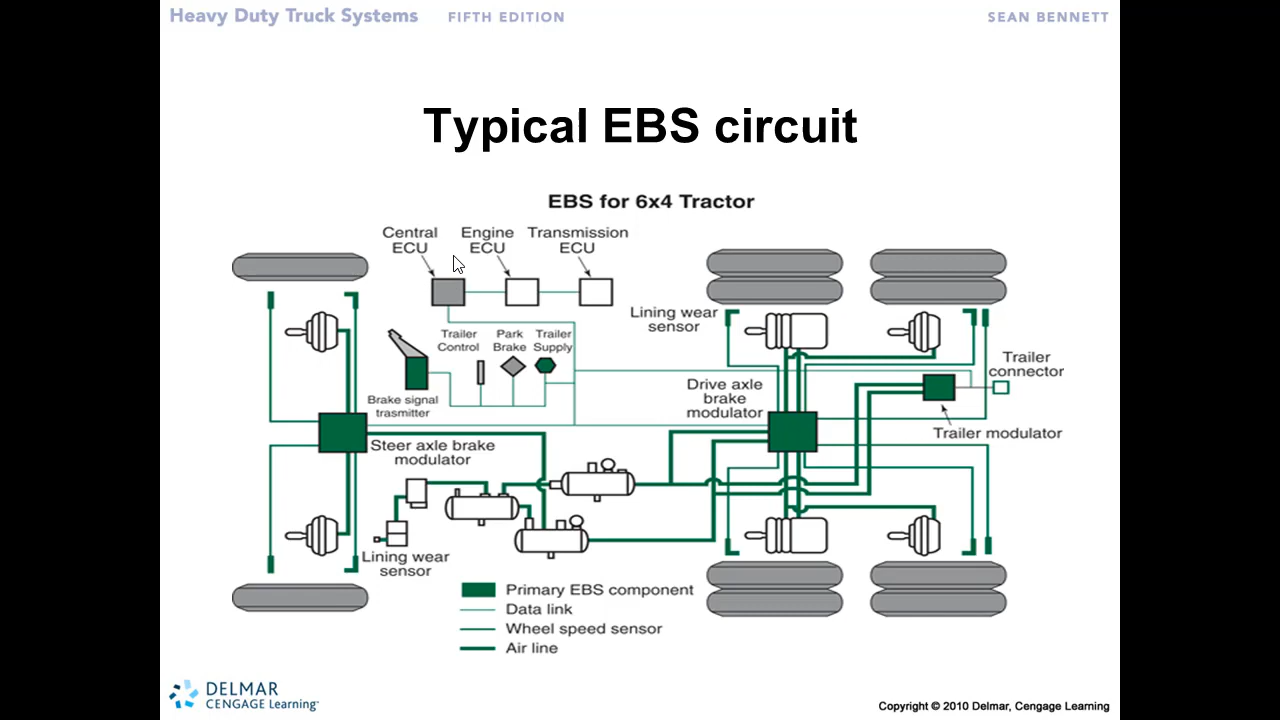 Heavy Duty Truck Systems FIFTH EDITION SEAN BENNETT
Typical EBS circuit
EBS for 6x4 Tractor
Central
ECU
Engine
ECU
Transmission
ECU
Lining wear
sensor
Trailer
Control
Park
Brake
Trailer
Supply
Brake signal
trasmitter
Drive axle
brake
modulator
Trailer
connector
Trailer modulator
Steer axle brake
modulator
Lining wear
sensor
Primary EBS component
Data link
Wheel speed sensor
Air line
DELMAR
CENGAGE Learning™
Copyright © 2010 Delmar, Cengage Learning